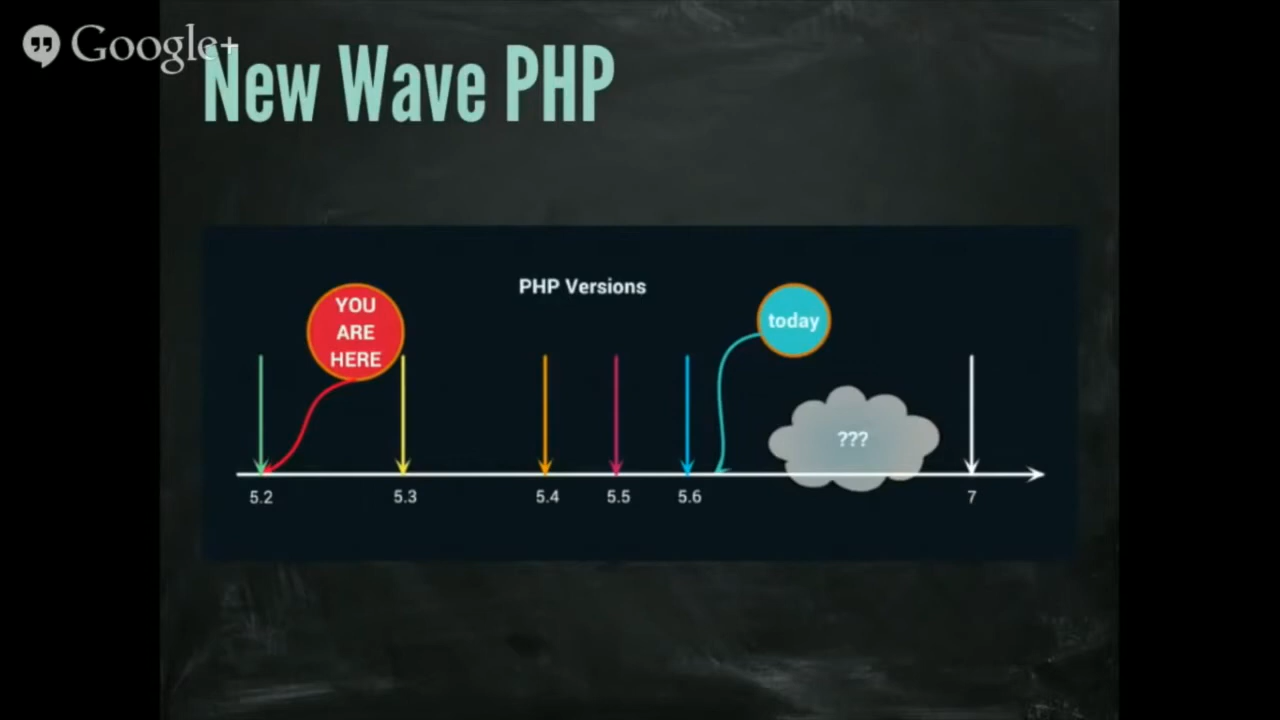 Google+
New Wave PHP
PHP Versions
YOU
ARE
HERE
today
???
5.2
5.3
5.4
5.5
5.6
7